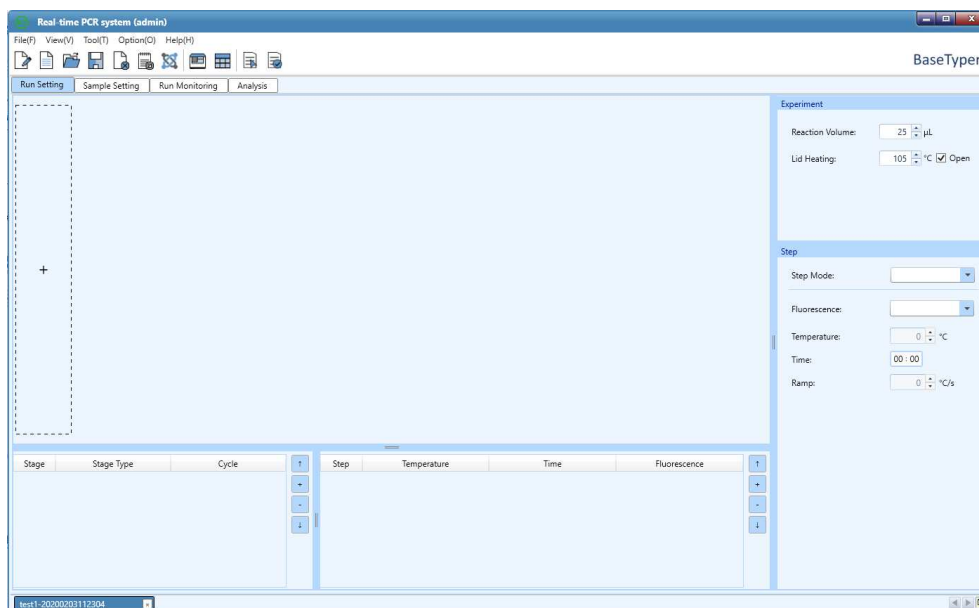 Real-time PCR system (admin)
File(F) View(V) Tool(T) Option(O) Help(H)
BaseTyper
Run Setting Sample Setting Run Monitoring Analysis
+
Experiment
Reaction Volume: 25 µL
Lid Heating: 105 °C Open
Step
Step Mode:
Fluorescence:
Temperature: 0 °C
Time: 00 : 00
Ramp: 0 °C/s
Stage Stage Type Cycle ↑
+
-
↓
Step Temperature Time Fluorescence ↑
+
-
↓
test1-20200203112304